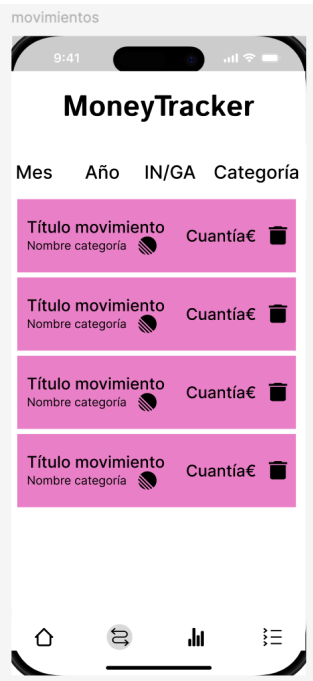 movimientos
9:41
MoneyTracker
Mes Año IN/GA Categoría
Título movimiento
Nombre categoría
Cuantía€
Título movimiento
Nombre categoría
Cuantía€
Título movimiento
Nombre categoría
Cuantía€
Título movimiento
Nombre categoría
Cuantía€